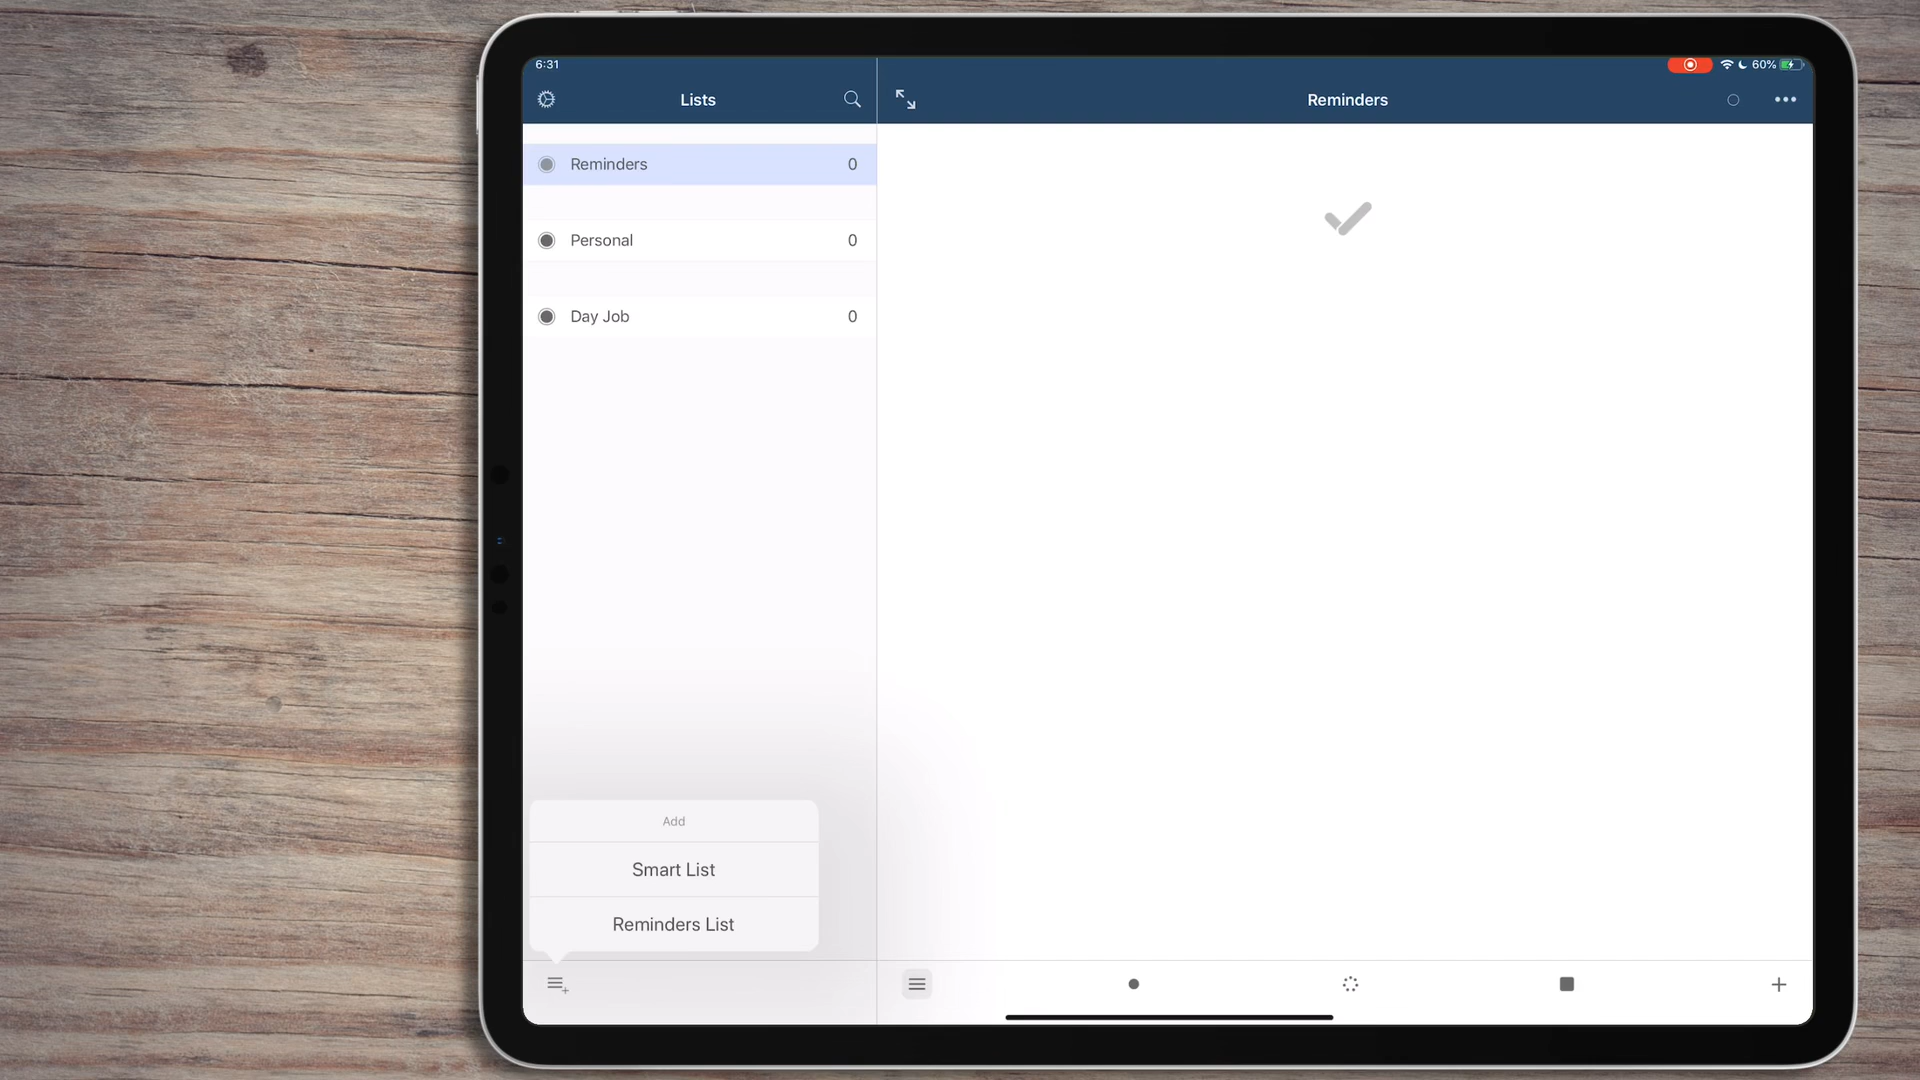 6:31
60%
Lists
Reminders
Reminders 0
Personal 0
Day Job 0
Add
Smart List
Reminders List